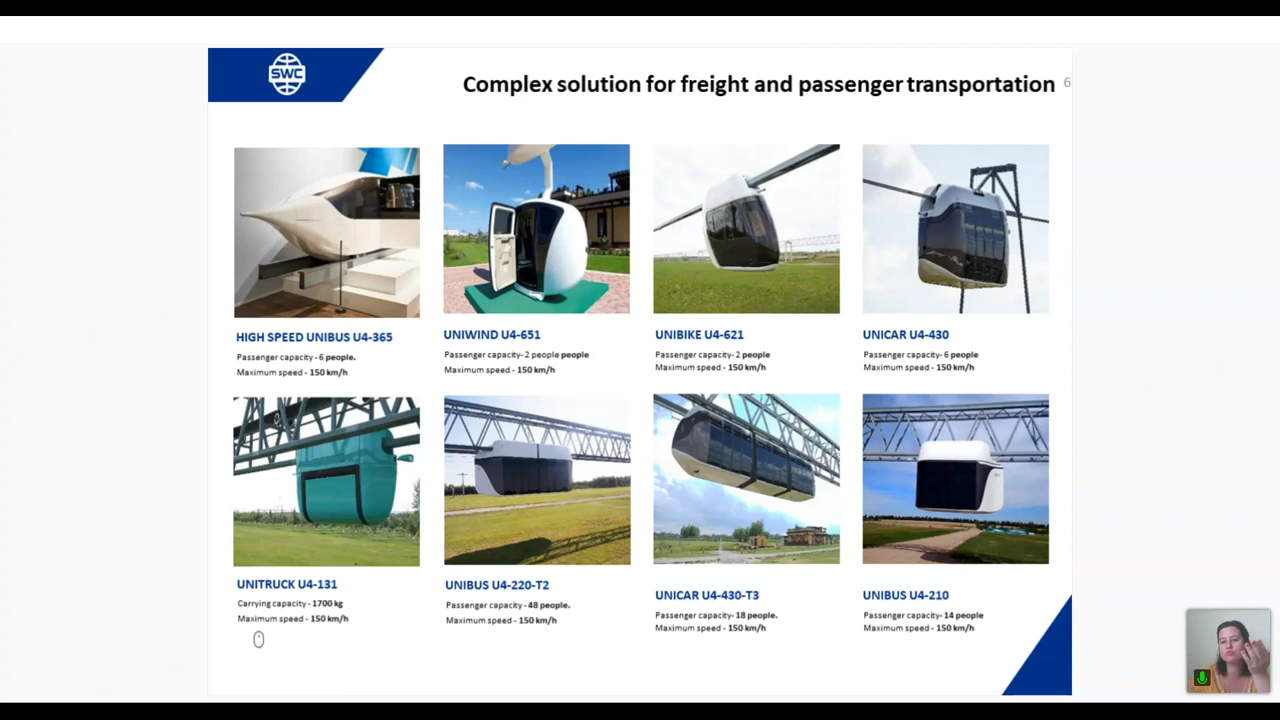 SWC
Complex solution for freight and passenger transportation
6
HIGH SPEED UNIBUS U4-365
Passenger capacity - 6 people.
Maximum speed - 150 km/h
UNIWIND U4-651
Passenger capacity- 2 people people
Maximum speed - 150 km/h
UNIBIKE U4-621
Passenger capacity- 2 people
Maximum speed - 150 km/h
UNICAR U4-430
Passenger capacity- 6 people
Maximum speed - 150 km/h
UNITRUCK U4-131
Carrying capacity - 1700 kg
Maximum speed - 150 km/h
UNIBUS U4-220-T2
Passenger capacity - 48 people.
Maximum speed - 150 km/h
UNICAR U4-430-T3
Passenger capacity- 18 people.
Maximum speed - 150 km/h
UNIBUS U4-210
Passenger capacity- 14 people
Maximum speed - 150 km/h